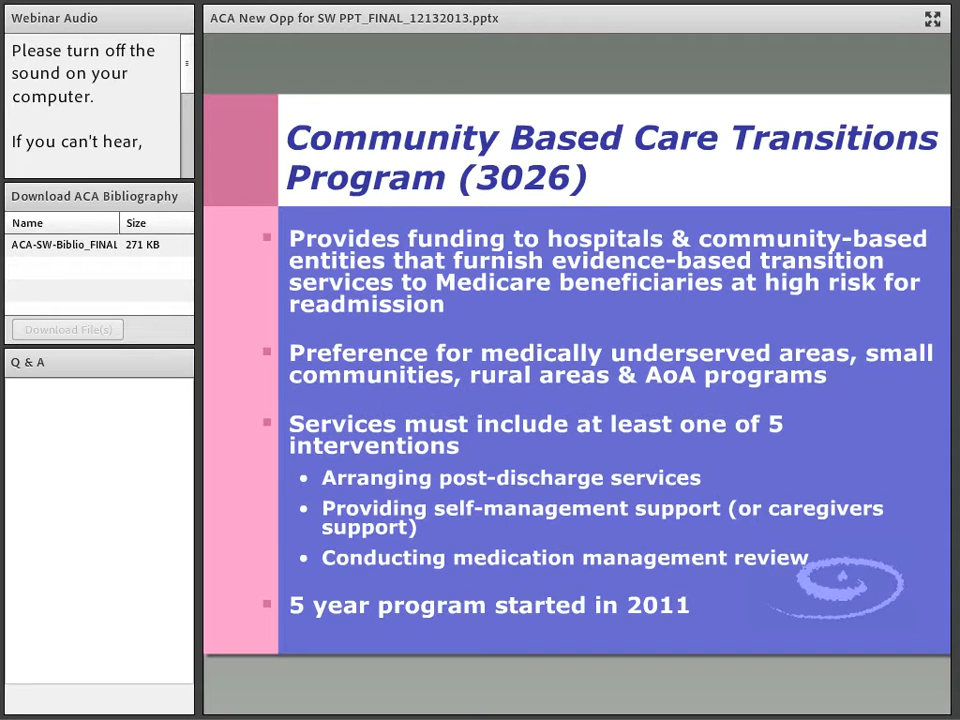 Webinar Audio
Please turn off the
sound on your
computer.
If you can't hear,
Download ACA Bibliography
Name Size
ACA-SW-Biblio_FINAL 271 KB
Download File(s)
Q & A
ACA New Opp for SW PPT_FINAL_12132013.pptx
Community Based Care Transitions
Program (3026)
Provides funding to hospitals & community-based
entities that furnish evidence-based transition
services to Medicare beneficiaries at high risk for
readmission
Preference for medically underserved areas, small
communities, rural areas & AoA programs
Services must include at least one of 5
interventions
• Arranging post-discharge services
• Providing self-management support (or caregivers
support)
• Conducting medication management review
5 year program started in 2011